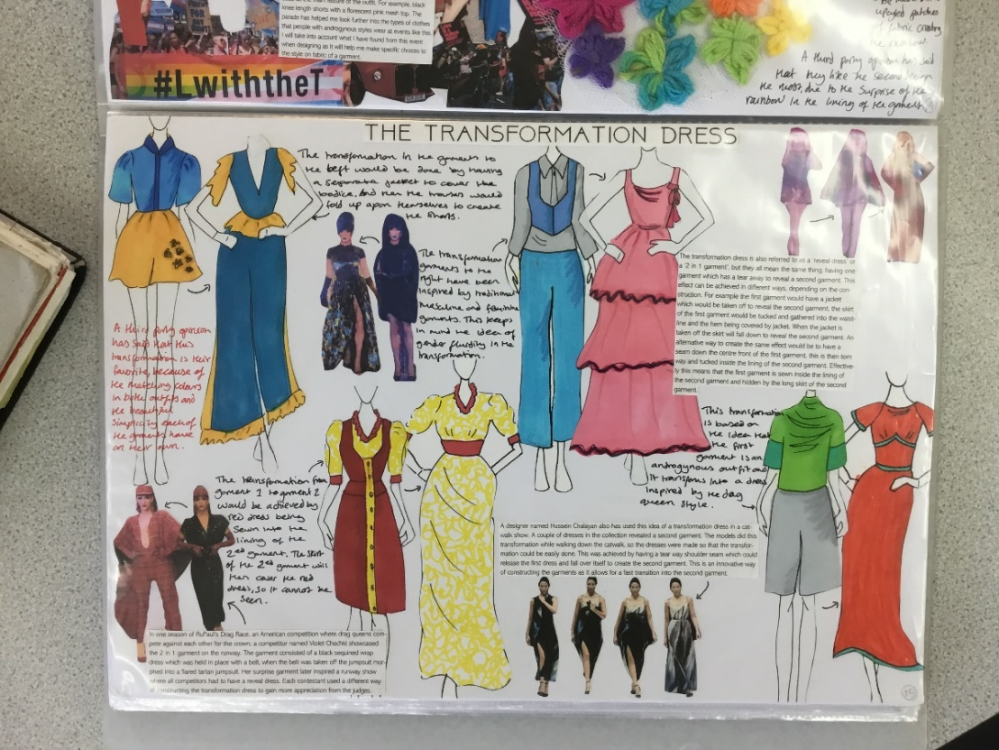 main feature of the outfit. For example, black
knee length shorts with a florescent pink mesh top. The
parade has helped me look further into the types of clothes
that people with androgynous styles wear at events like this.
I will take into account what I have found from this event
when designing as it will help me make specific choices to
the style on fabric of a garment.
#LwiththeT
of fabric creating
the rainbow.
A third party opinion has said
that they like the second design
the most, due to the surprise of the
rainbow in the lining of the garment.
THE TRANSFORMATION DRESS
The transformation in the garments to
the left would be done by having
a separate jacket to cover the
bodice. And then the trousers would
fold up upon themselves to create
the shorts.
A third party opinion
has said that this
transformation is their
favourite, because of
the matching colours
in both outfits and
the beautiful
simplicity each of
the garments have
on their own.
The transformation
garments to the
right have been
inspired by traditional
masculine and feminine
garments. This keeps
in mind the idea of
gender fluidity in the
transformation.
The transformation dress is also referred to as a 'reveal dress' or
a '2 in 1 garment', but they all mean the same thing; having one
garment which has a tear away to reveal a second garment. This
effect can be achieved in different ways, depending on the con-
struction. For example the first garment would have a jacket
which would be taken off to reveal the second garment, the skirt
of the first garment would be tucked and gathered into the waist-
line and the hem being covered by jacket. When the jacket is
taken off the skirt will fall down to reveal the second garment. An
alternative way to create the same effect would be to have a
seam down the centre front of the first garment, this is then torn
way and tucked inside the lining of the second garment. Effective-
ly this means that the first garment is sewn inside the lining of
the second garment and hidden by the long skirt of the second
garment.
This transformation
is based on
the idea that
the first
garment is an
androgynous outfit and
it transforms into a dress
inspired by the drag
queen style.
The transformation from
garment 1 to garment 2
would be achieved by
red dress being
sewn into the
lining of the
2nd garment. The skirt
of the 2nd garment will
then cover the red
dress, so it cannot be
seen.
A designer named Hussein Chalayan also has used this idea of a transformation dress in a cat-
walk show. A couple of dresses in the collection revealed a second garment. The models did this
transformation while walking down the catwalk, so the dresses were made so that the transfor-
mation could be easily done. This was achieved by having a tear way shoulder seam which could
release the first dress and fall over itself to create the second garment. This is an innovative way
of constructing the garments as it allows for a fast transition into the second garment.
In one season of RuPaul's Drag Race, an American competition where drag queens com-
pete against each other for the crown, a competitor named Violet Chachki showcased
the 2 in 1 garment on the runway. The garment consisted of a black sequined wrap
dress which was held in place with a belt, when the belt was taken off the jumpsuit mor-
phed into a flared tartan jumpsuit. Her surprise garment later inspired a runway show
where all competitors had to have a reveal dress. Each contestant used a different way
of constructing the transformation dress to gain more appreciation from the judges.